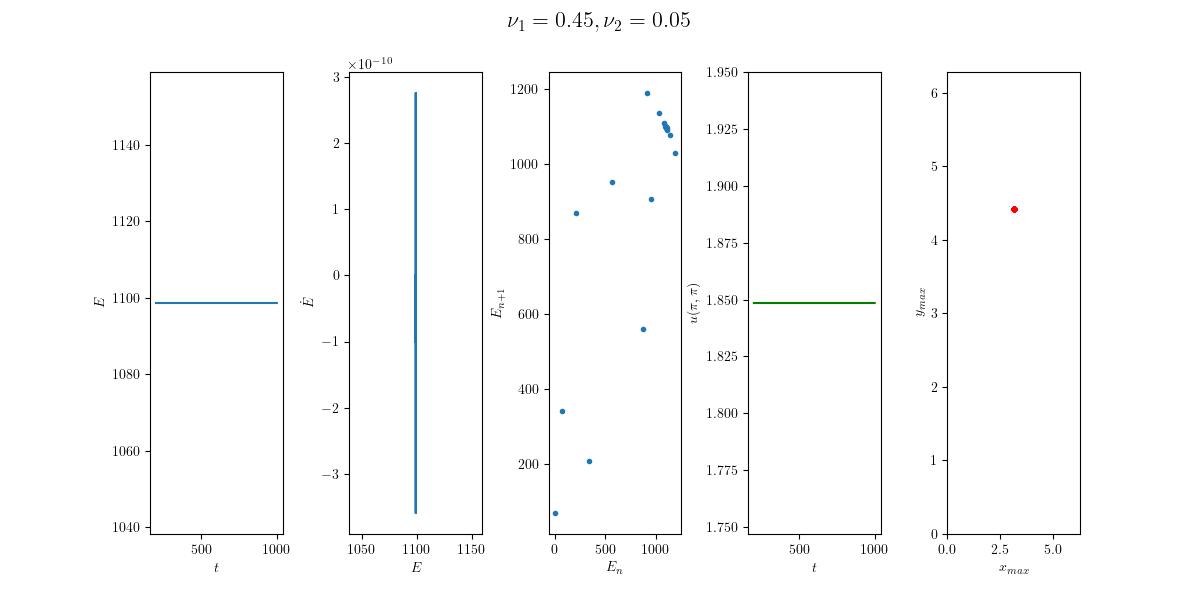 ν₁ = 0.45, ν₂ = 0.05
×10⁻¹⁰
1140
1120
1100
1080
1060
1040
E
500 1000
t
3
2
1
0
−1
−2
−3
Ė
1050 1100 1150
E
1200
1000
800
600
400
200
Eₙ₊₁
0 500 1000
Eₙ
1.950
1.925
1.900
1.875
1.850
1.825
1.800
1.775
1.750
u(π, π)
500 1000
t
6
5
4
3
2
1
0
y_max
0.0 2.5 5.0
x_max